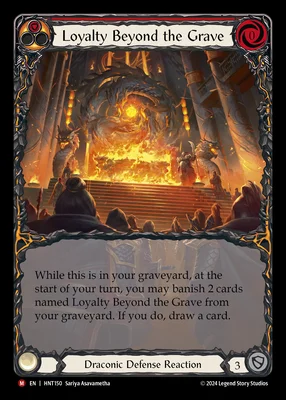 Loyalty Beyond the Grave
While this is in your graveyard, at the
start of your turn, you may banish 2 cards
named Loyalty Beyond the Grave from
your graveyard. If you do, draw a card.
Draconic Defense Reaction
3
M EN | HNT150 Sariya Asavametha
© 2024 Legend Story Studios